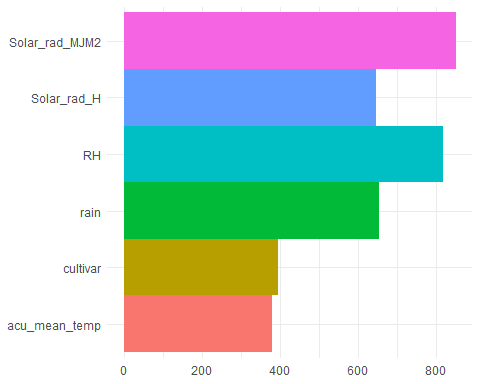 Solar_rad_MJM2
Solar_rad_H
RH
rain
cultivar
acu_mean_temp
0 200 400 600 800